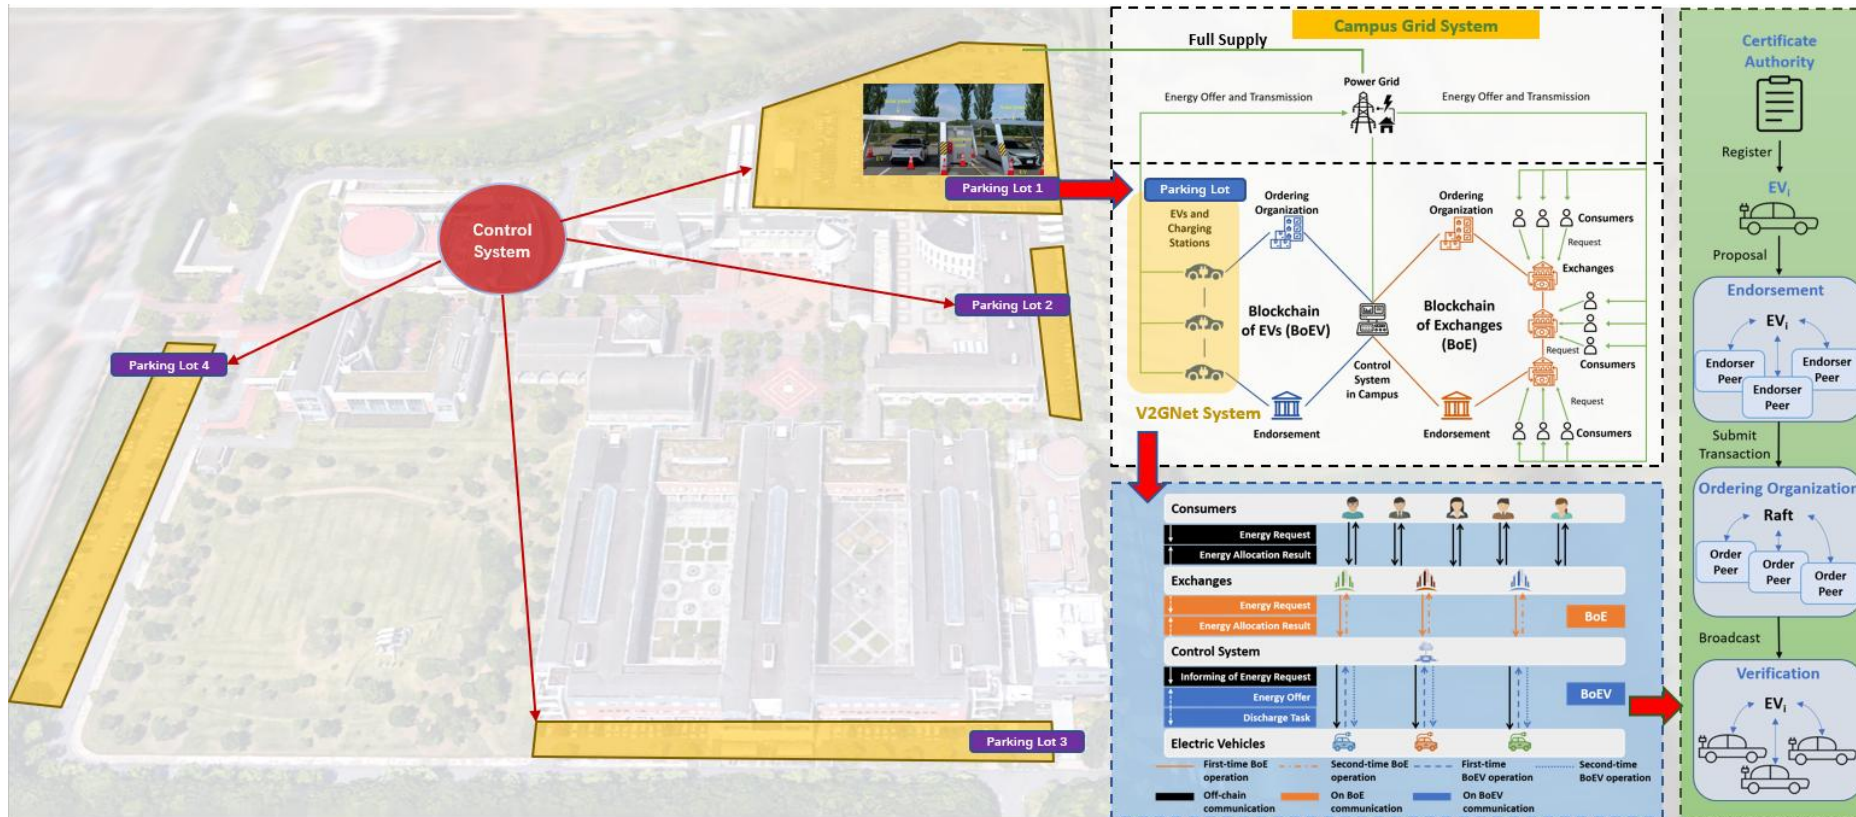 Control
System
Parking Lot 1
Parking Lot 2
Parking Lot 4
Parking Lot 3
Campus Grid System
Full Supply
Power Grid
Energy Offer and Transmission
Energy Offer and Transmission
Parking Lot
EVs and
Charging
Stations
Ordering
Organization
Ordering
Organization
Consumers
Request
Exchanges
Blockchain
of EVs (BoEV)
Blockchain
of Exchanges
(BoE)
Request
Consumers
Control
System
in Campus
Request
V2GNet System
Endorsement
Endorsement
Consumers
Consumers
Energy Request
Energy Allocation Result
Exchanges
Energy Request
Energy Allocation Result
BoE
Control System
Informing of Energy Request
Energy Offer
Discharge Task
BoEV
Electric Vehicles
First-time BoE
operation
Second-time BoE
operation
First-time
BoEV operation
Second-time
BoEV operation
Off-chain
communication
On BoE
communication
On BoEV
communication
Certificate
Authority
Register
EVi
Proposal
Endorsement
EVi
Endorser
Peer
Endorser
Peer
Endorser
Peer
Submit
Transaction
Ordering Organization
Raft
Order
Peer
Order
Peer
Order
Peer
Broadcast
Verification
EVi